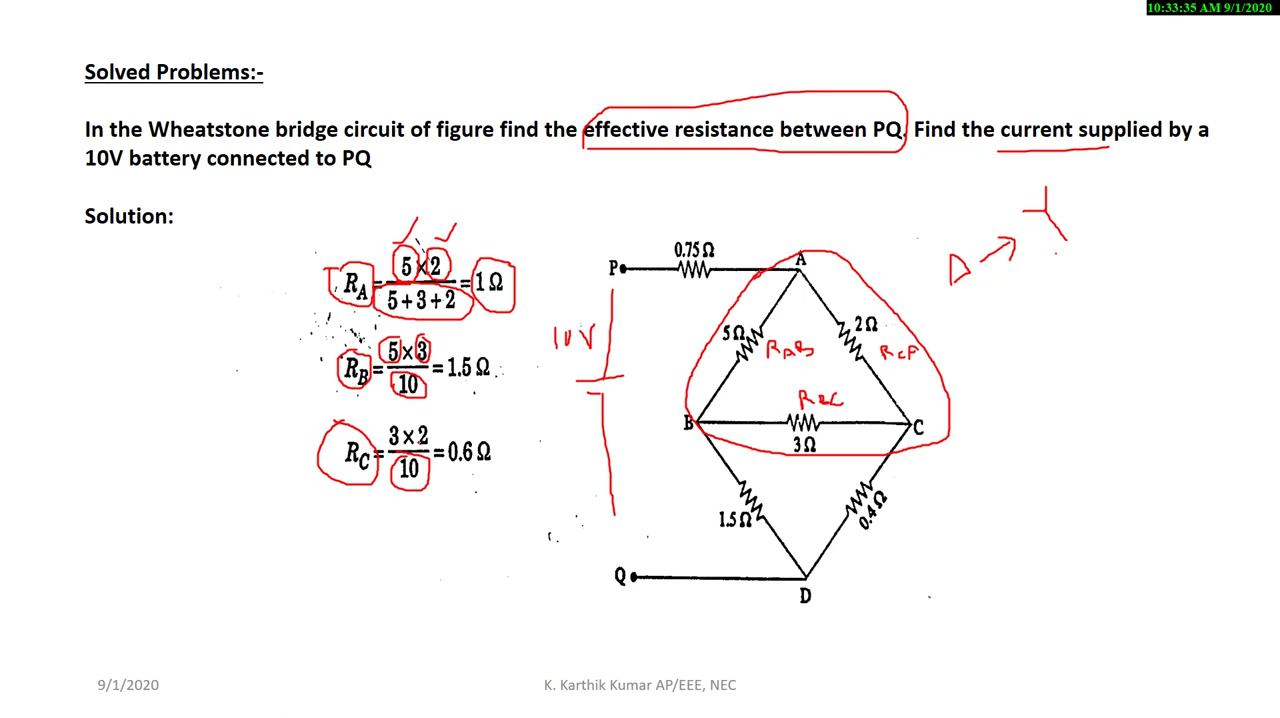 10:33:35 AM 9/1/2020
Solved Problems:-
In the Wheatstone bridge circuit of figure find the effective resistance between PQ. Find the current supplied by a
10V battery connected to PQ
Solution:
R_A = 5×2 / 5+3+2 = 1 Ω
R_B = 5×3 / 10 = 1.5 Ω.
R_C = 3×2 / 10 = 0.6 Ω
P
0.75 Ω
A
5Ω
R_AB
2Ω
10V
R_BC
B
3Ω
C
1.5Ω
0.4Ω
Q
D
9/1/2020
K. Karthik Kumar AP/EEE, NEC